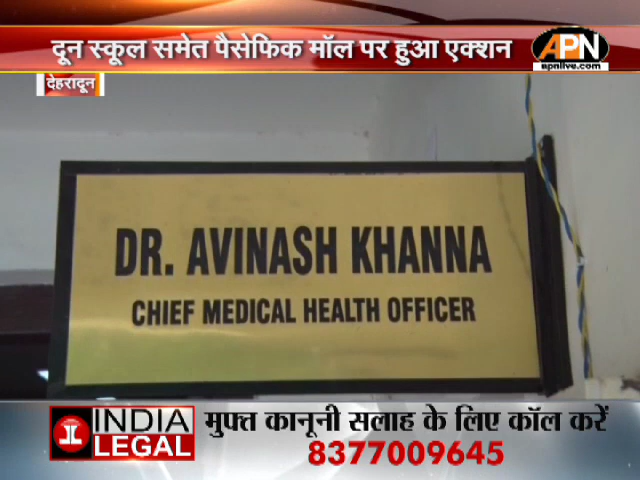 दून स्कूल समेत पैसेफिक मॉल पर हुआ एक्शन
APN
apnlive.com
देहरादून
DR. AVINASH KHANNA
CHIEF MEDICAL HEALTH OFFICER
INDIA LEGAL
मुफ्त कानूनी सलाह के लिए कॉल करें
8377009645